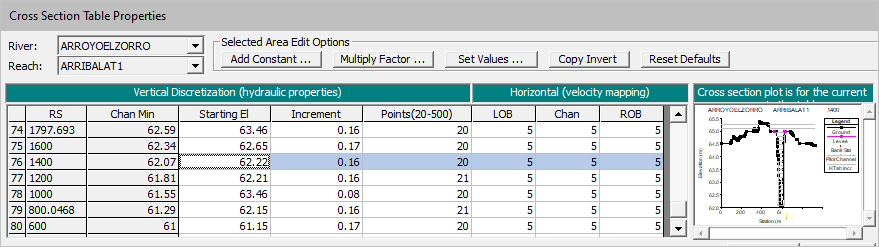 Cross Section Table Properties
River: ARROYOELZORRO
Reach: ARRIBALAT1
Selected Area Edit Options
Add Constant ... Multiply Factor ... Set Values ... Copy Invert Reset Defaults
Vertical Discretization (hydraulic properties) Horizontal (velocity mapping)
RS Chan Min Starting El Increment Points(20-500) LOB Chan ROB
74 1797.693 62.59 63.46 0.16 20 5 5 5
75 1600 62.34 62.65 0.17 20 5 5 5
76 1400 62.07 62.22 0.16 20 5 5 5
77 1200 61.81 62.21 0.16 21 5 5 5
78 1000 61.55 63.46 0.08 20 5 5 5
79 800.0468 61.29 62.15 0.16 21 5 5 5
80 600 61 61.15 0.17 20 5 5 5
Cross section plot is for the current
ARROYOELZORRO ARRIBALAT1 1400
Legend
Ground
Levee
Bank Sta
PilotChannel
HTab Incr
Elevation (m)
65.5
65.0
64.5
64.0
63.5
63.0
62.5
62.0
0 200 400 600 800
Station (m